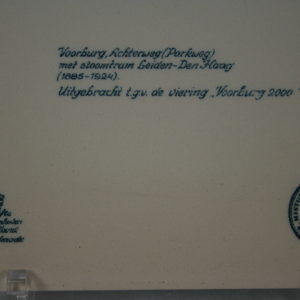 Voorburg, Achterweg (Parkweg)
met stoomtram Leiden-Den Haag
(1885-1924).
Uitgebracht t.g.v. de viering „Voorburg 2000